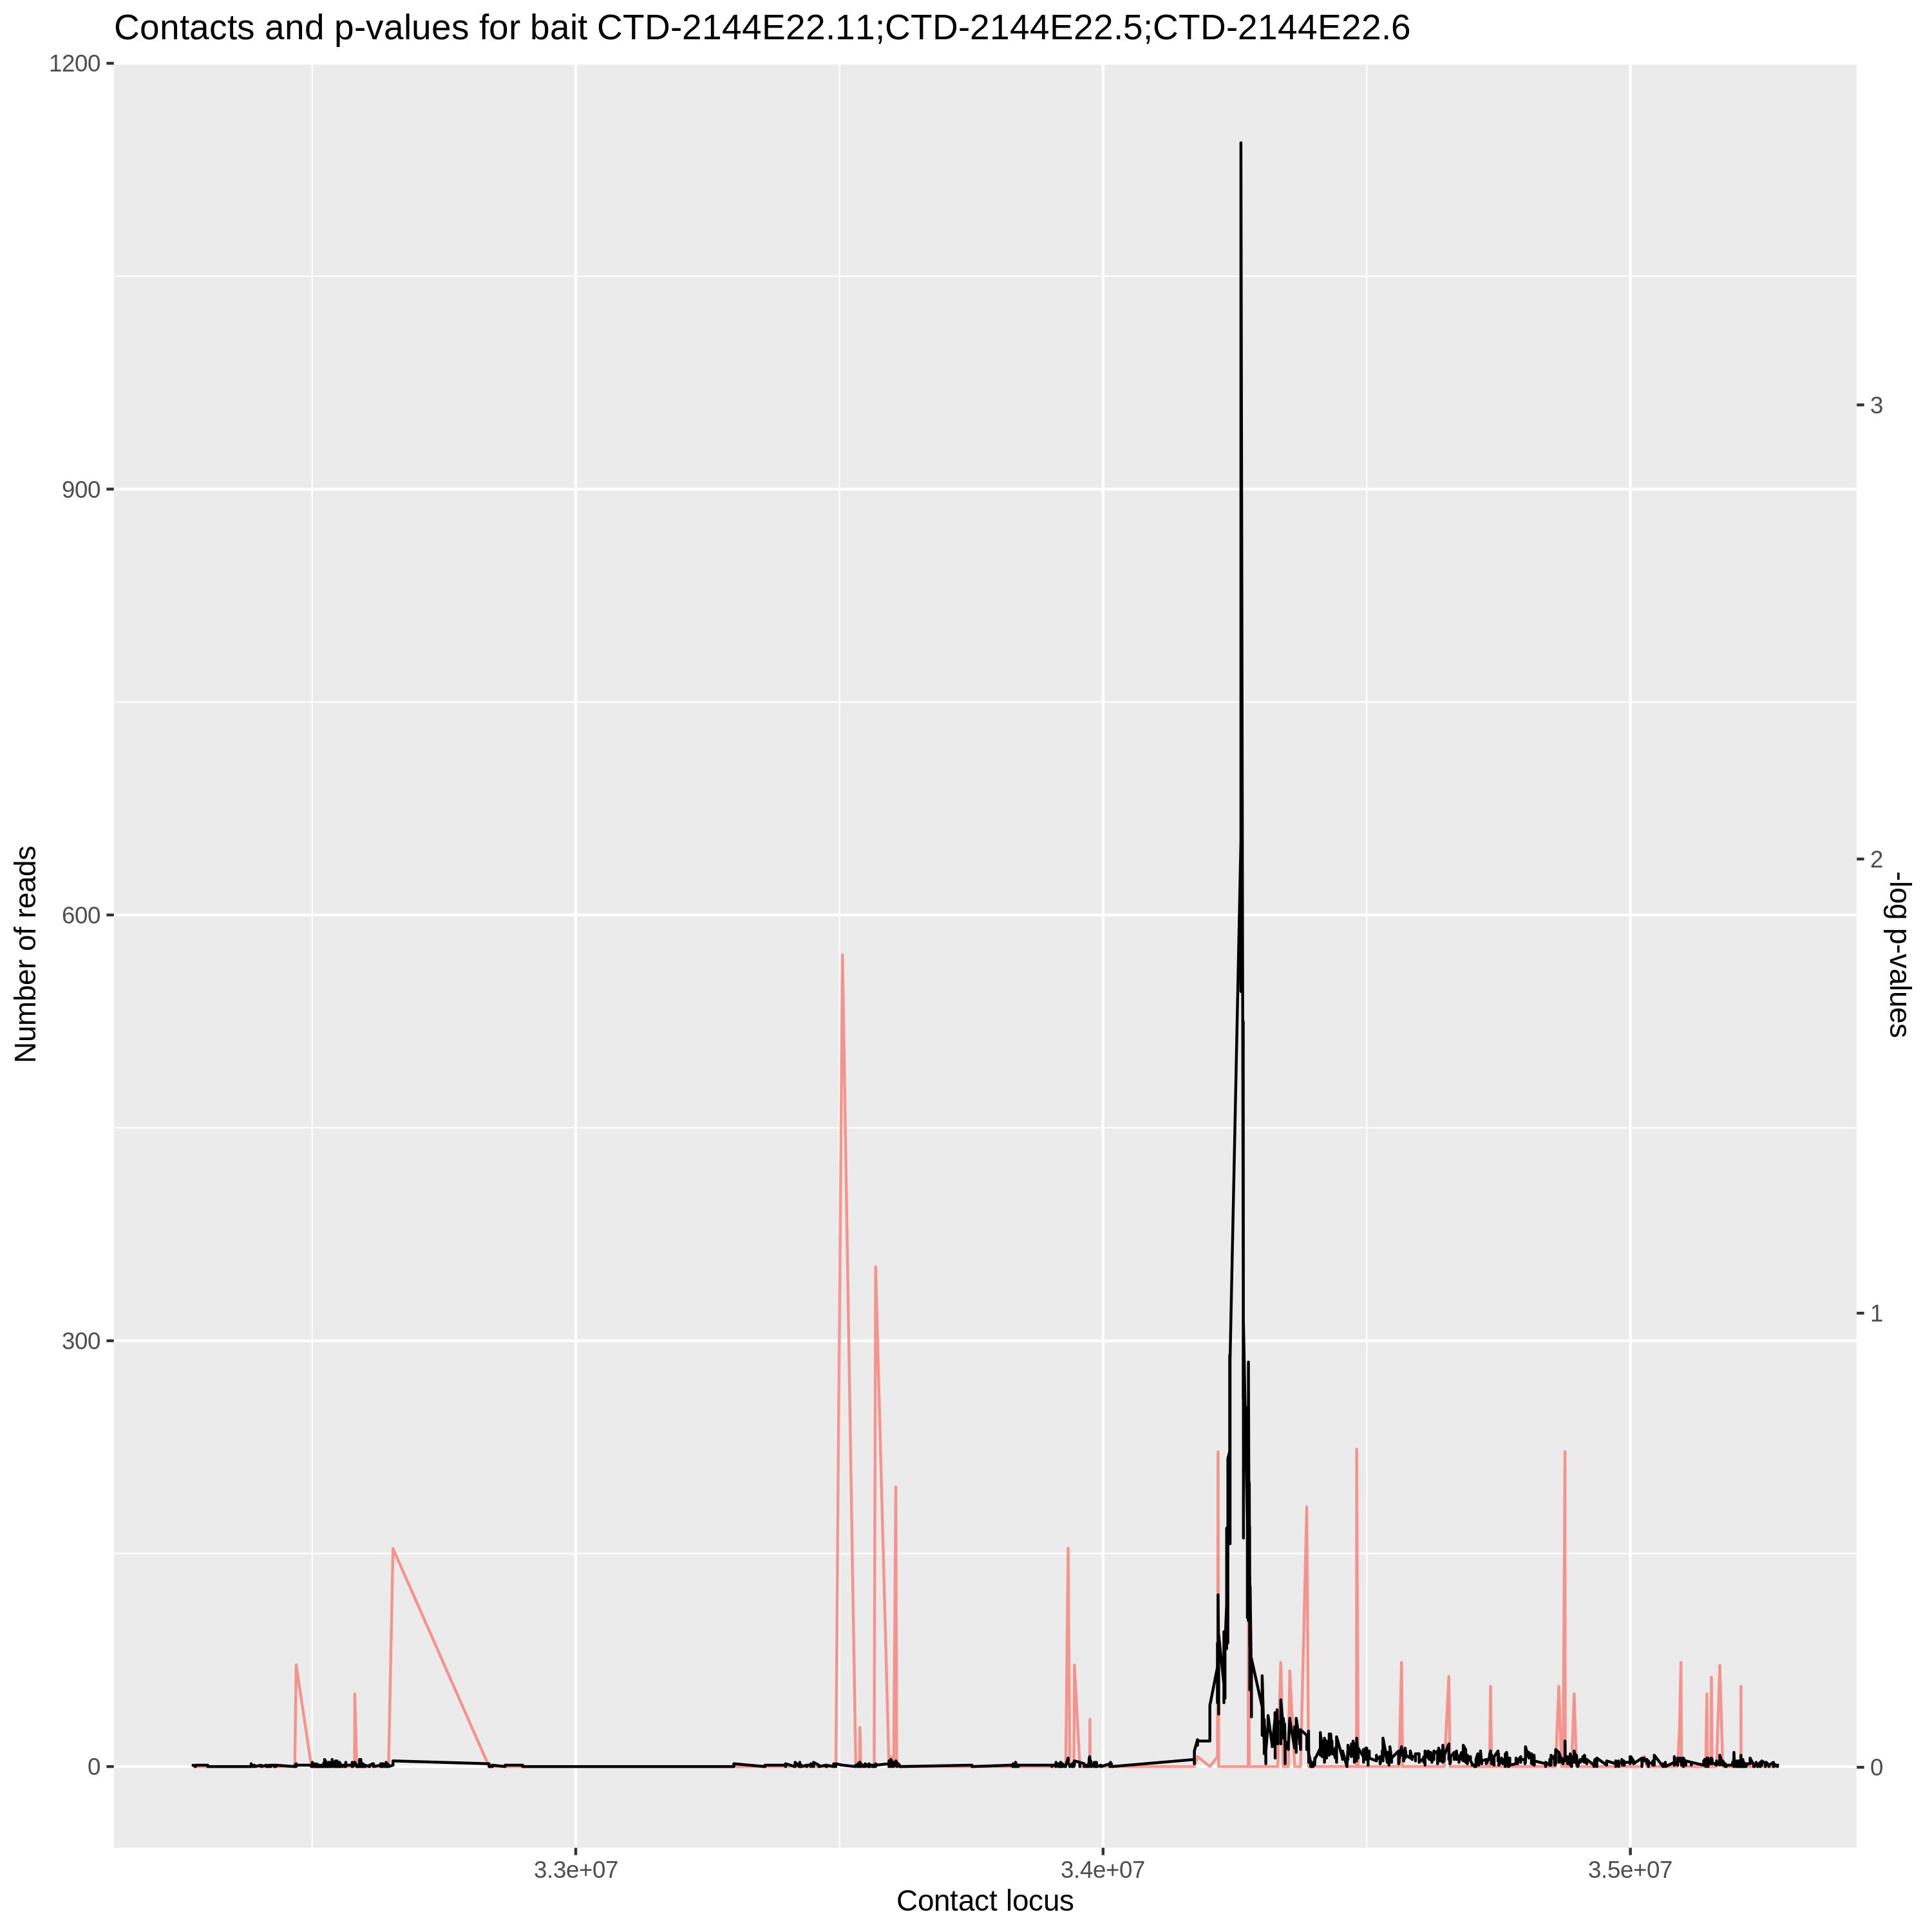 Contacts and p-values for bait CTD-2144E22.11;CTD-2144E22.5;CTD-2144E22.6
1200
900
600
300
0
Number of reads
3
2
1
0
-log p-values
3.3e+07
3.4e+07
3.5e+07
Contact locus